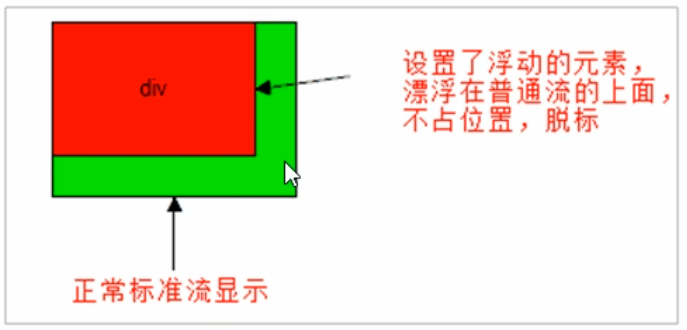 div
设置了浮动的元素，
漂浮在普通流的上面，
不占位置，脱标
正常标准流显示